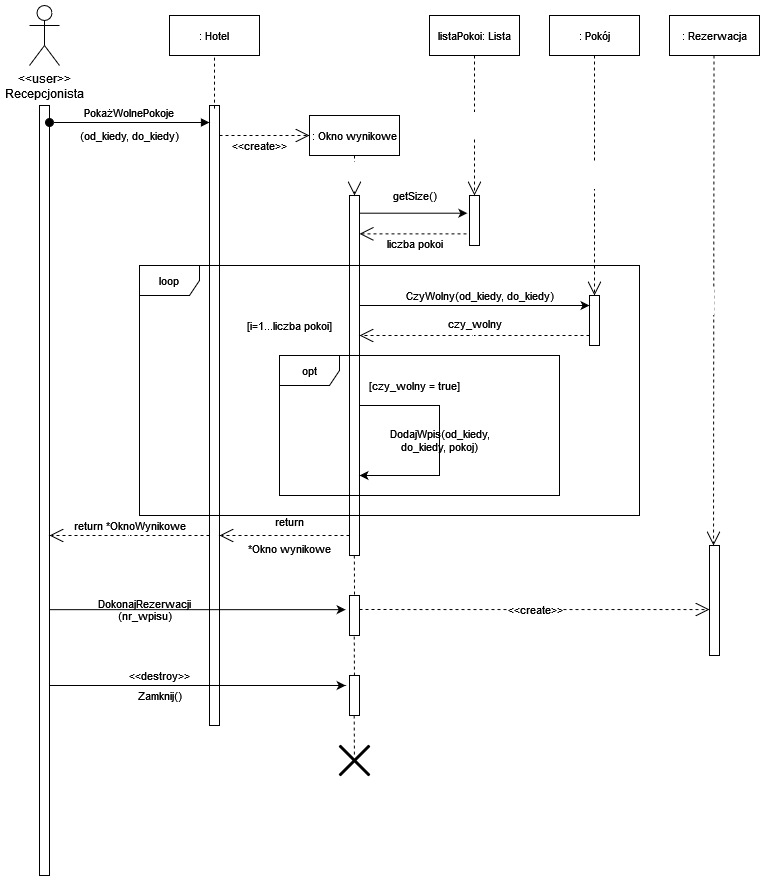 <<user>>
Recepcjonista
: Hotel
listaPokoi: Lista
: Pokój
: Rezerwacja
PokażWolnePokoje
(od_kiedy, do_kiedy)
<<create>>
: Okno wynikowe
getSize()
liczba pokoi
loop
CzyWolny(od_kiedy, do_kiedy)
[i=1...liczba pokoi]
czy_wolny
opt
[czy_wolny = true]
DodajWpis(od_kiedy,
do_kiedy, pokoj)
return *OknoWynikowe
return
*Okno wynikowe
DokonajRezerwacji
(nr_wpisu)
<<create>>
<<destroy>>
Zamknij()